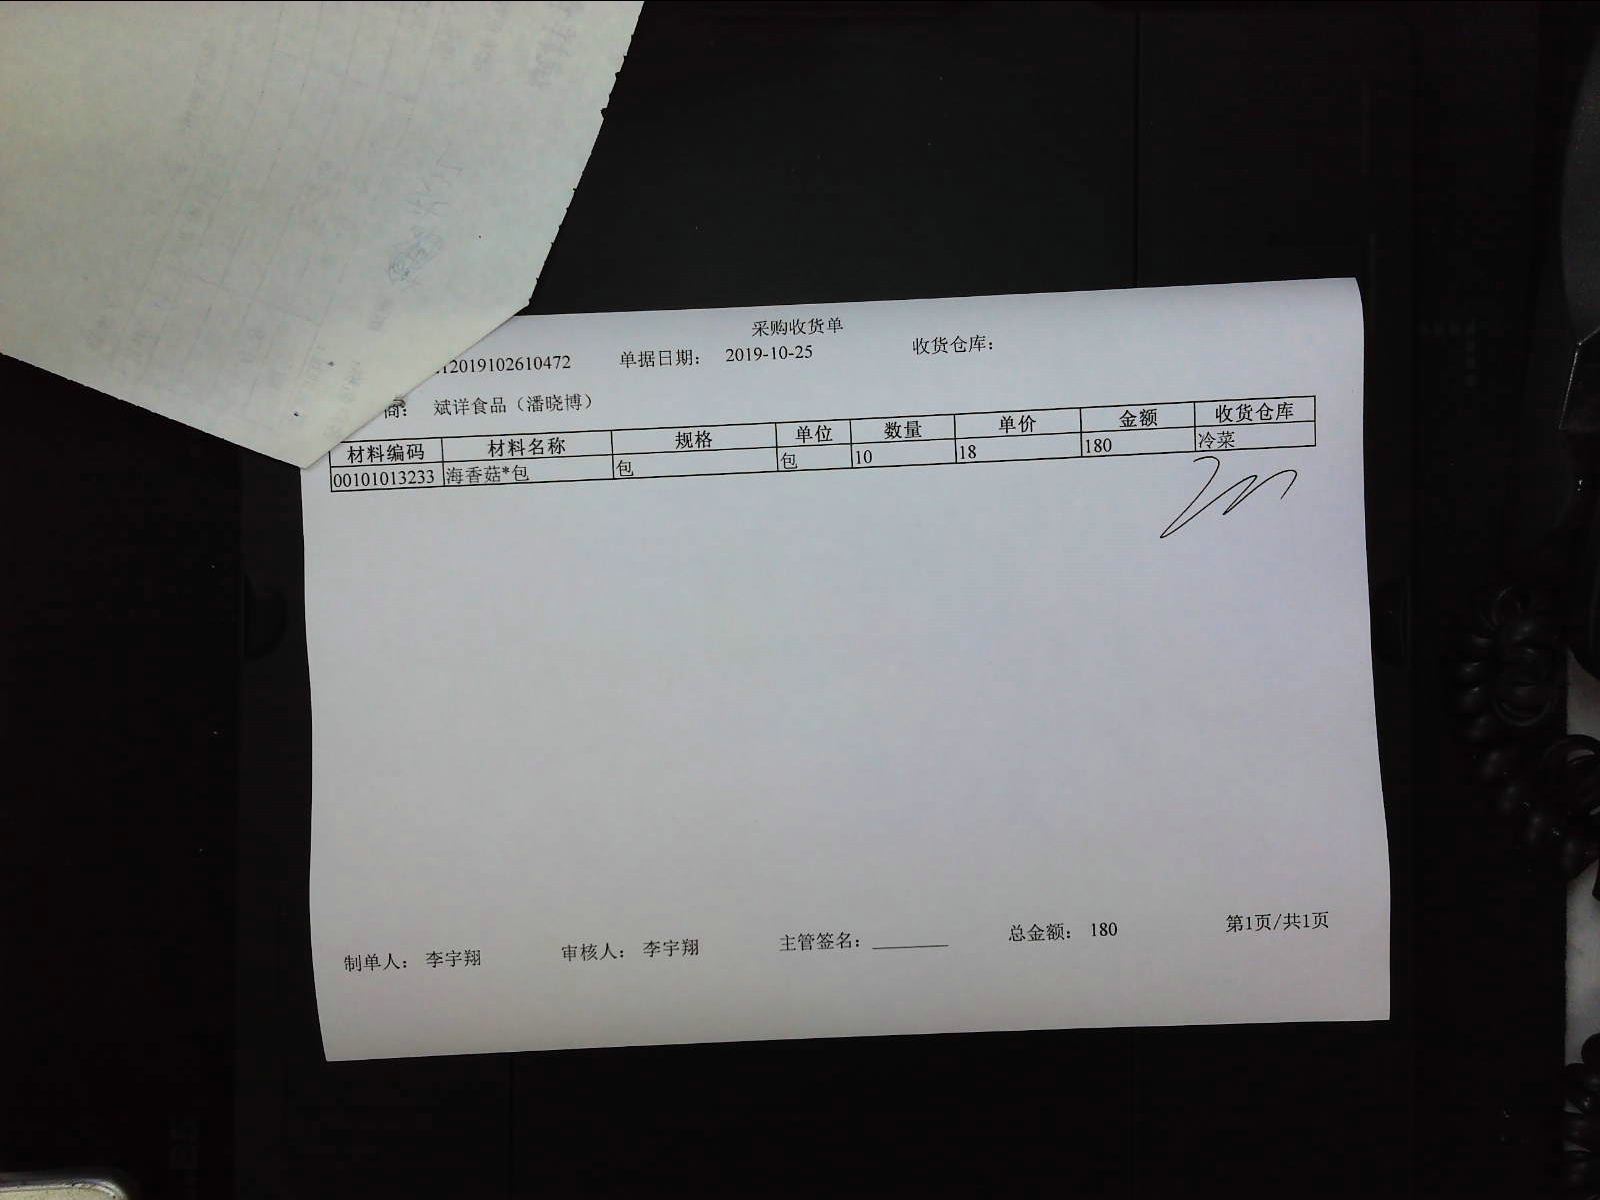 采购收货单
12019102610472 单据日期： 2019-10-25 收货仓库：
商： 斌洋食品（潘晓博）
材料编码 材料名称 规格 单位 数量 单价 金额 收货仓库
00101013233 海香菇*包 包 包 10 18 180 冷菜
制单人： 李宇翔 审核人： 李宇翔 主管签名： 总金额： 180 第1页/共1页